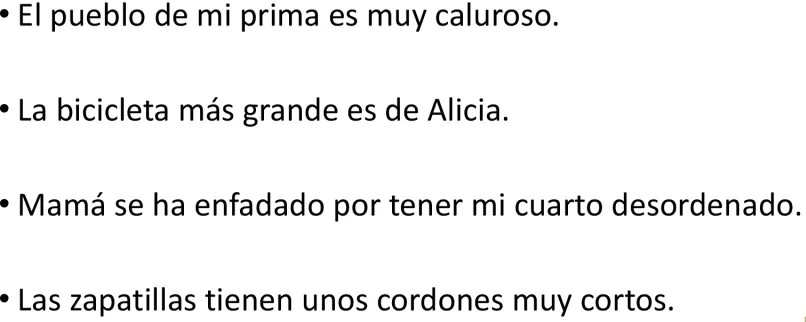 • El pueblo de mi prima es muy caluroso.
• La bicicleta más grande es de Alicia.
• Mamá se ha enfadado por tener mi cuarto desordenado.
• Las zapatillas tienen unos cordones muy cortos.